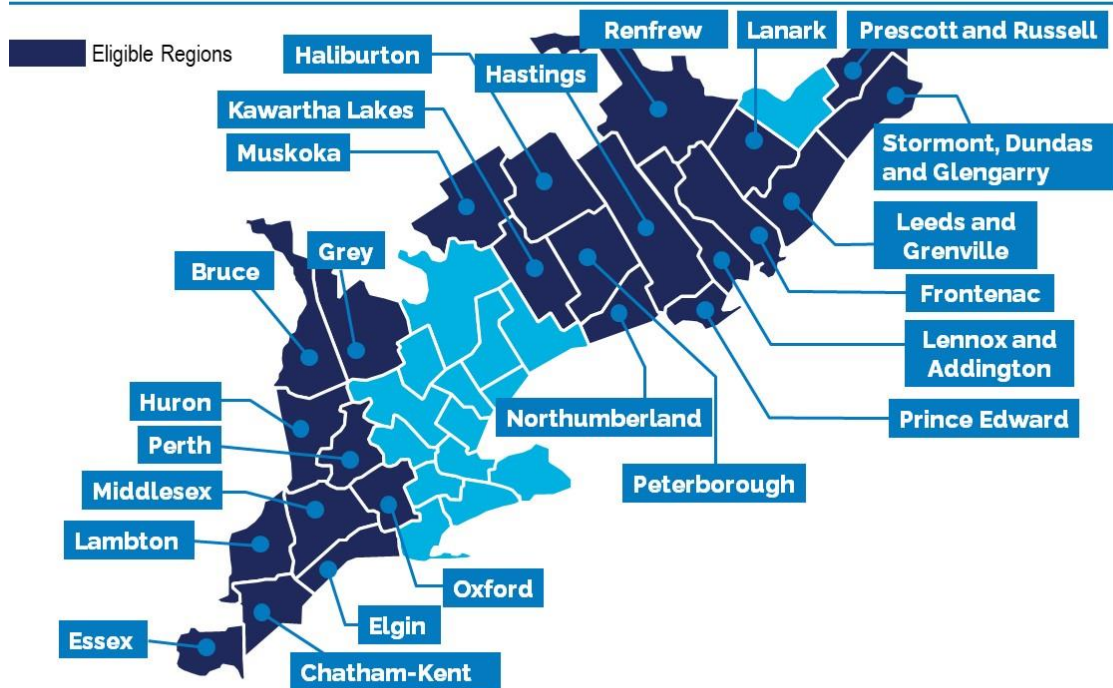 Eligible Regions
Renfrew
Lanark
Prescott and Russell
Haliburton
Hastings
Kawartha Lakes
Muskoka
Stormont, Dundas
and Glengarry
Leeds and
Grenville
Grey
Bruce
Frontenac
Lennox and
Addington
Huron
Northumberland
Prince Edward
Perth
Peterborough
Middlesex
Lambton
Oxford
Elgin
Essex
Chatham-Kent